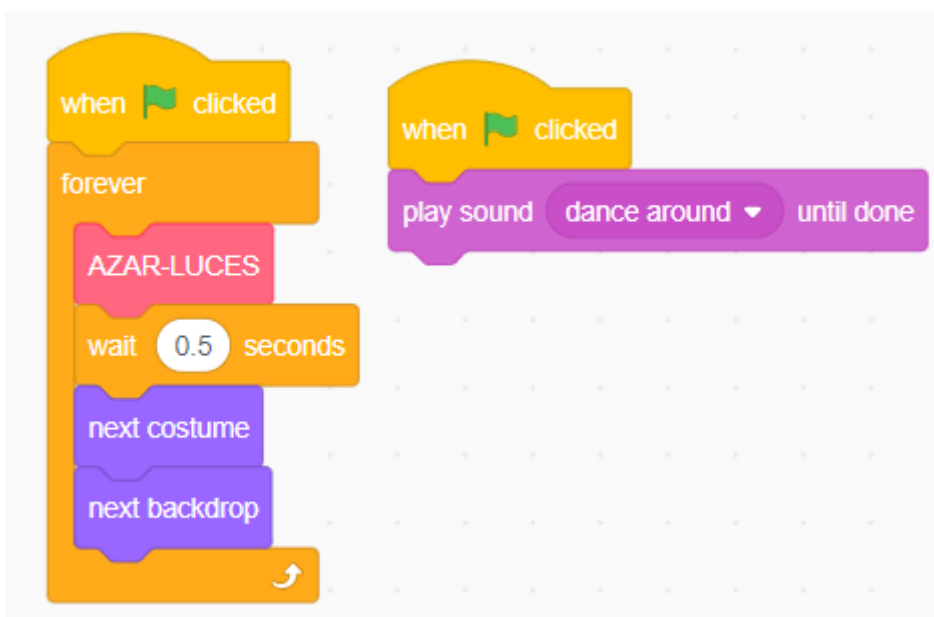 when clicked
forever
AZAR-LUCES
wait 0.5 seconds
next costume
next backdrop
when clicked
play sound dance around until done